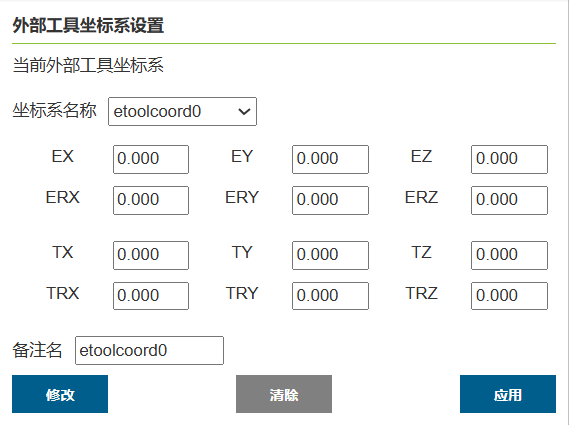 外部工具坐标系设置
当前外部工具坐标系
坐标系名称 etoolcoord0
EX 0.000 EY 0.000 EZ 0.000
ERX 0.000 ERY 0.000 ERZ 0.000
TX 0.000 TY 0.000 TZ 0.000
TRX 0.000 TRY 0.000 TRZ 0.000
备注名 etoolcoord0
修改 清除 应用